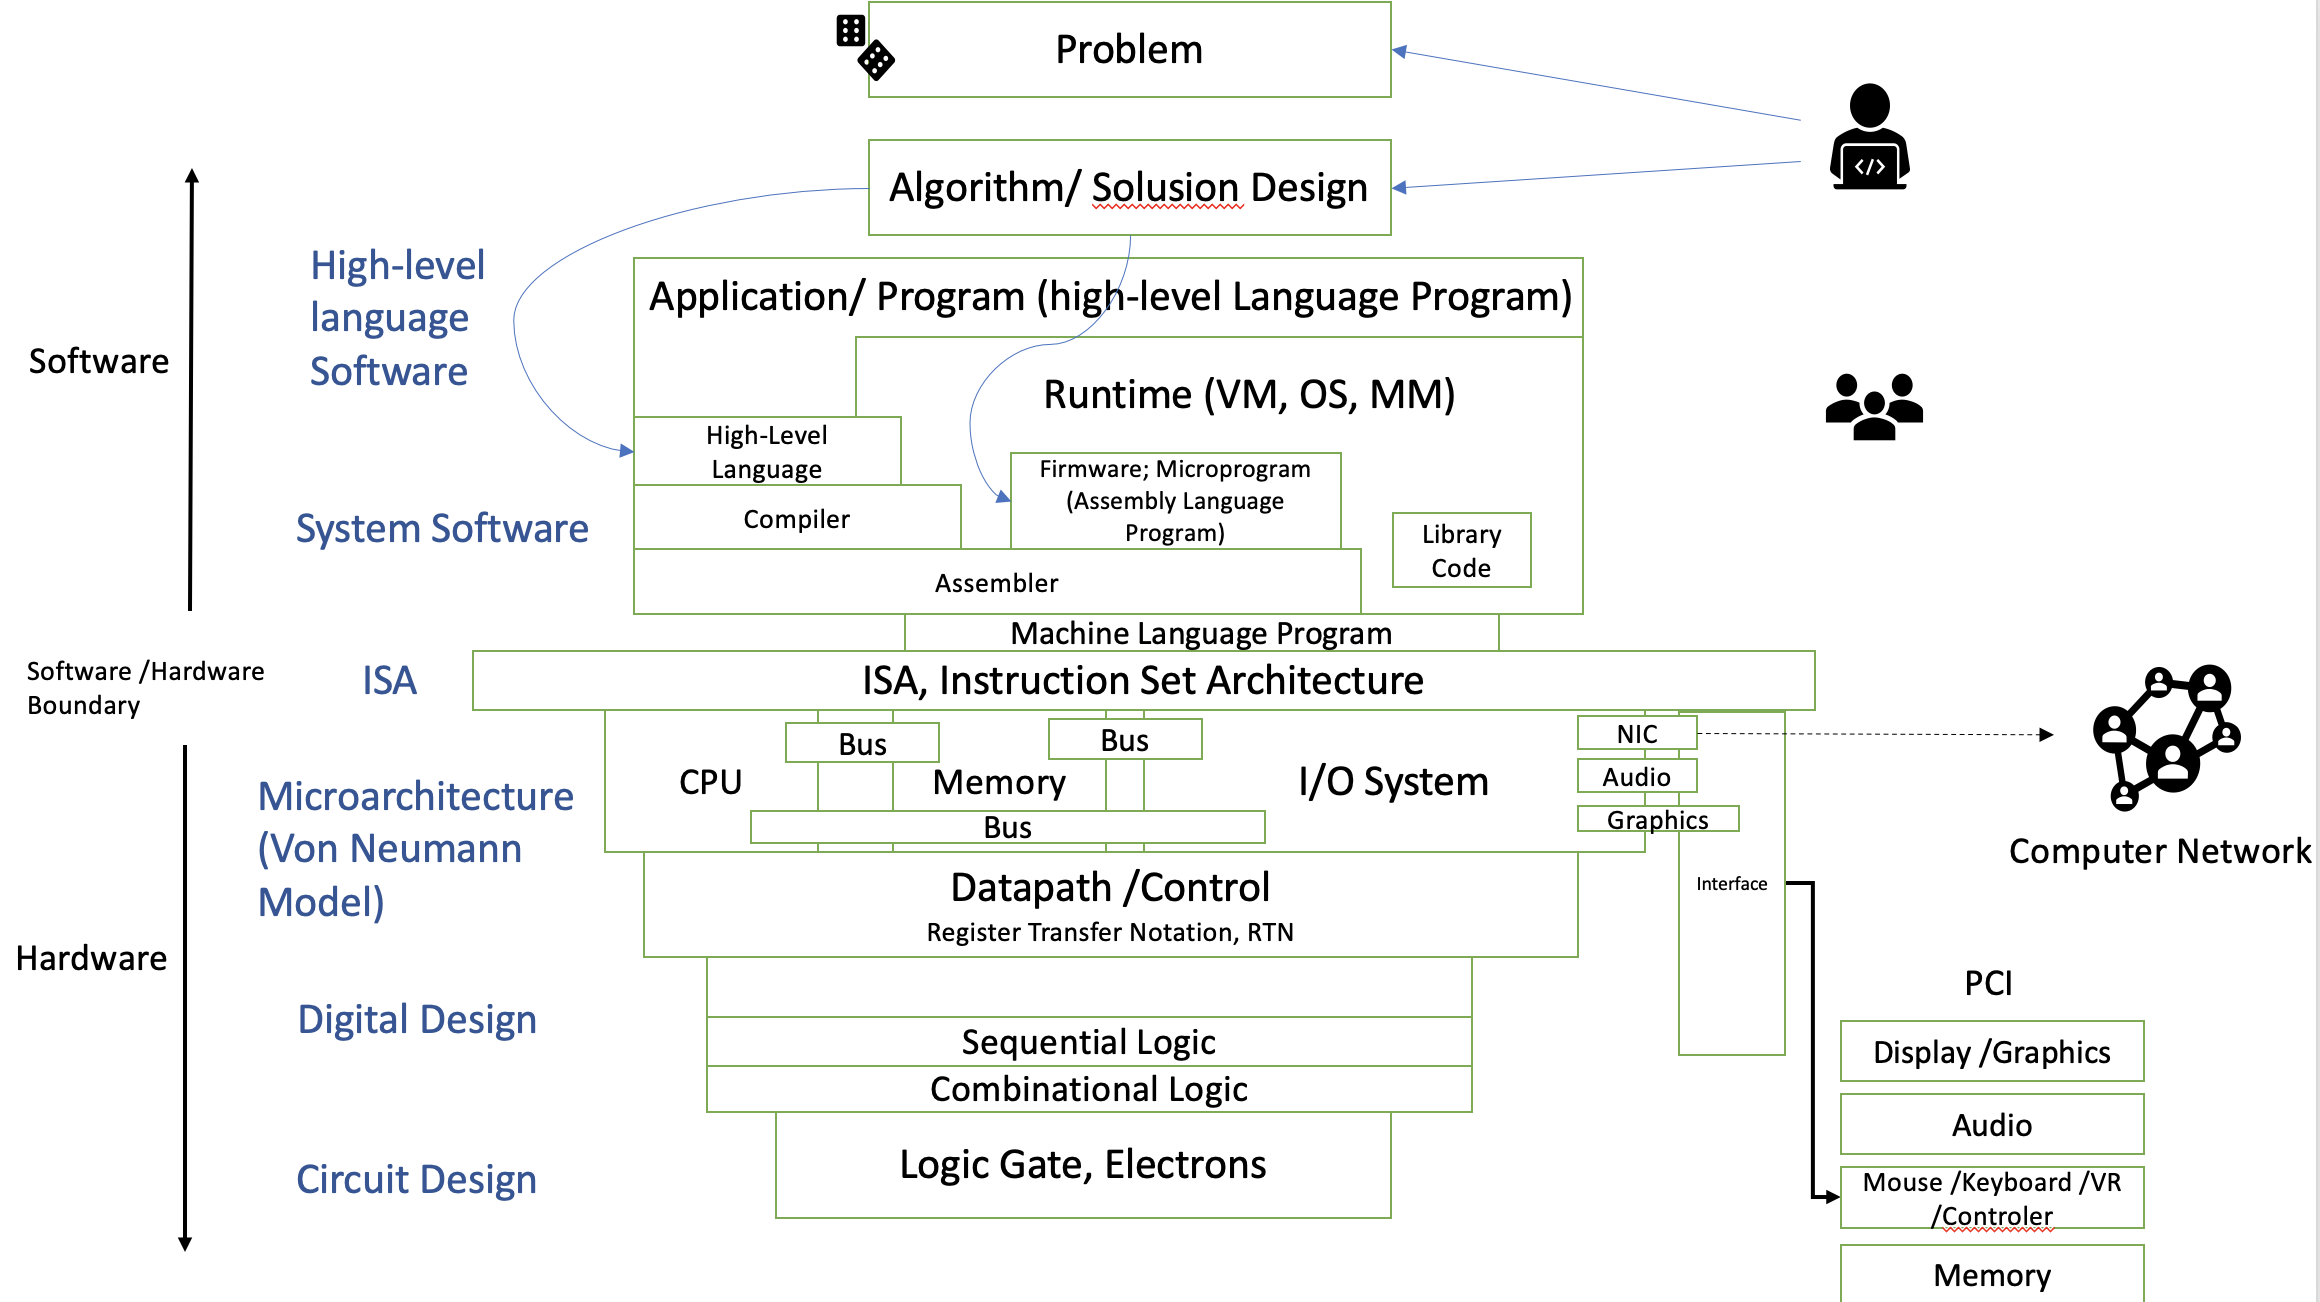 Problem
Algorithm/ Solusion Design
High-level
language
Software
Application/ Program (high-level Language Program)
Software
Runtime (VM, OS, MM)
High-Level
Language
Firmware; Microprogram
(Assembly Language
Program)
System Software
Compiler
Library
Code
Assembler
Machine Language Program
Software /Hardware
Boundary
ISA
ISA, Instruction Set Architecture
Bus
Bus
NIC
CPU
Memory
I/O System
Audio
Microarchitecture
(Von Neumann
Model)
Bus
Graphics
Computer Network
Datapath /Control
Register Transfer Notation, RTN
Interface
Hardware
PCI
Digital Design
Sequential Logic
Display /Graphics
Combinational Logic
Audio
Circuit Design
Logic Gate, Electrons
Mouse /Keyboard /VR
/Controler
Memory